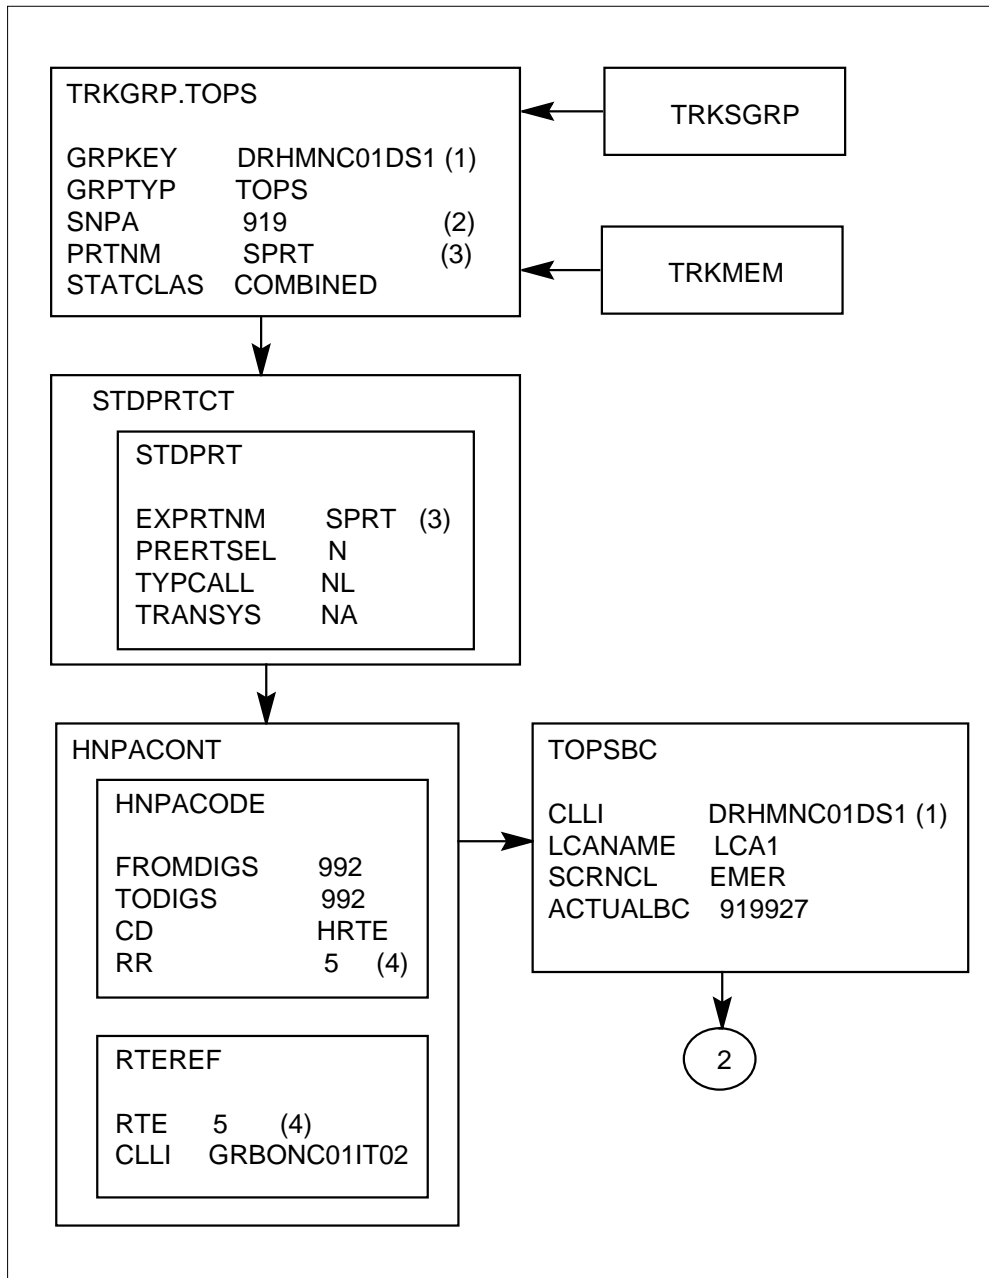 TRKGRP.TOPS
GRPKEY DRHMNC01DS1 (1)
GRPTYP TOPS
SNPA 919 (2)
PRTNM SPRT (3)
STATCLAS COMBINED
TRKSGRP
TRKMEM
STDPRTCT
STDPRT
EXPRTNM SPRT (3)
PRERTSEL N
TYPCALL NL
TRANSYS NA
HNPACONT
HNPACODE
FROMDIGS 992
TODIGS 992
CD HRTE
RR 5 (4)
RTEREF
RTE 5 (4)
CLLI GRBONC01IT02
TOPSBC
CLLI DRHMNC01DS1 (1)
LCANAME LCA1
SCRNCL EMER
ACTUALBC 919927
2